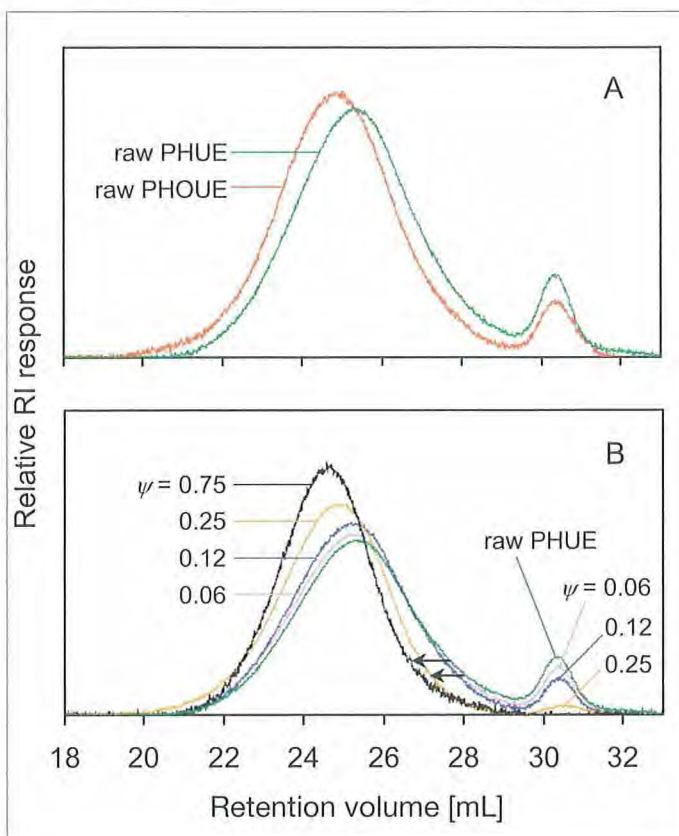 A
raw PHUE
raw PHOUE
Relative RI response
B
ψ = 0.75
0.25
0.12
0.06
raw PHUE
ψ = 0.06
0.12
0.25
18 20 22 24 26 28 30 32
Retention volume [mL]